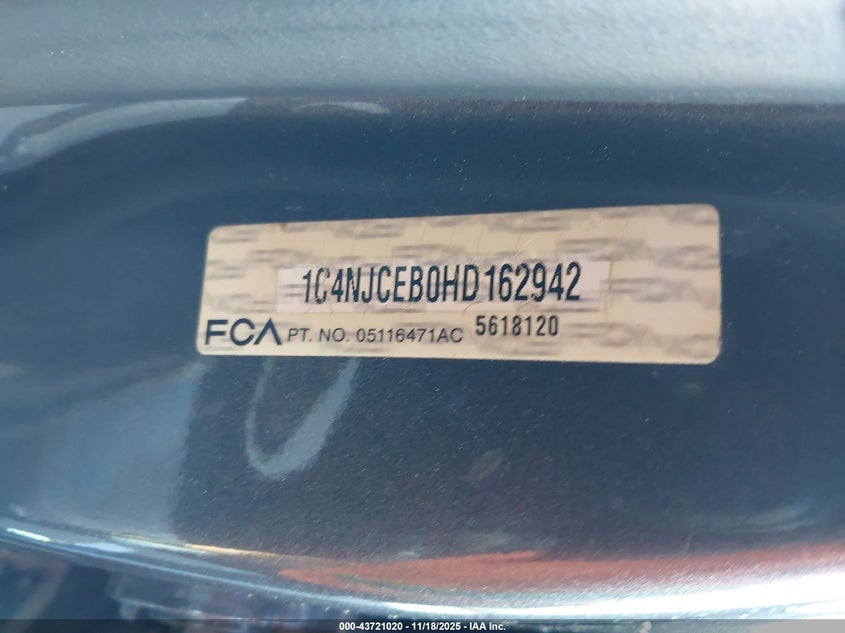 1C4NJCEB0HD162942
FCA PT. NO. 05116471AC 5618120
000-43721020 - 11/18/2025 - IAA Inc.